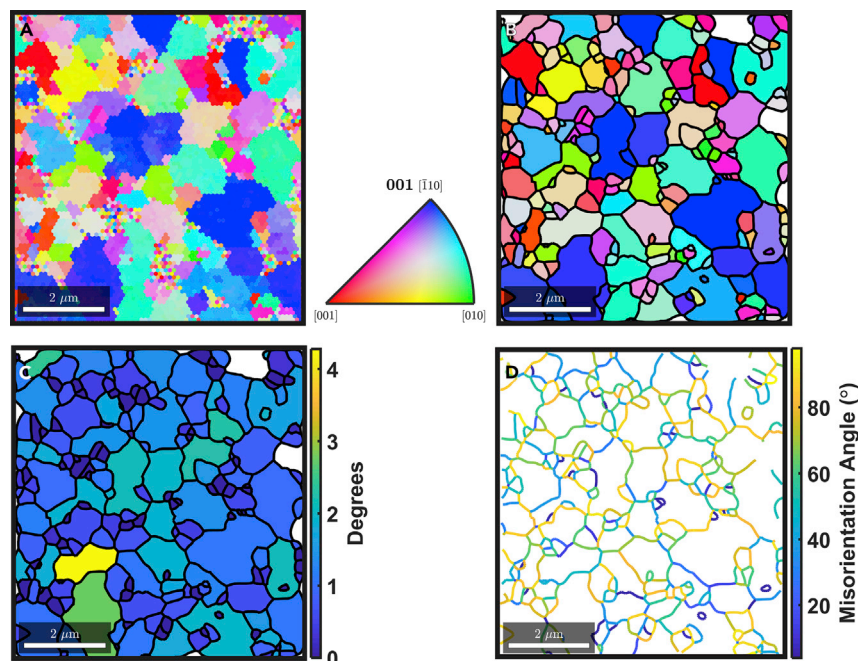 A
B
2 μm
001 [1̄10]
[001]
[010]
2 μm
C
4
3
2
1
0
Degrees
2 μm
D
80
60
40
20
Misorientation Angle (°)
2 μm